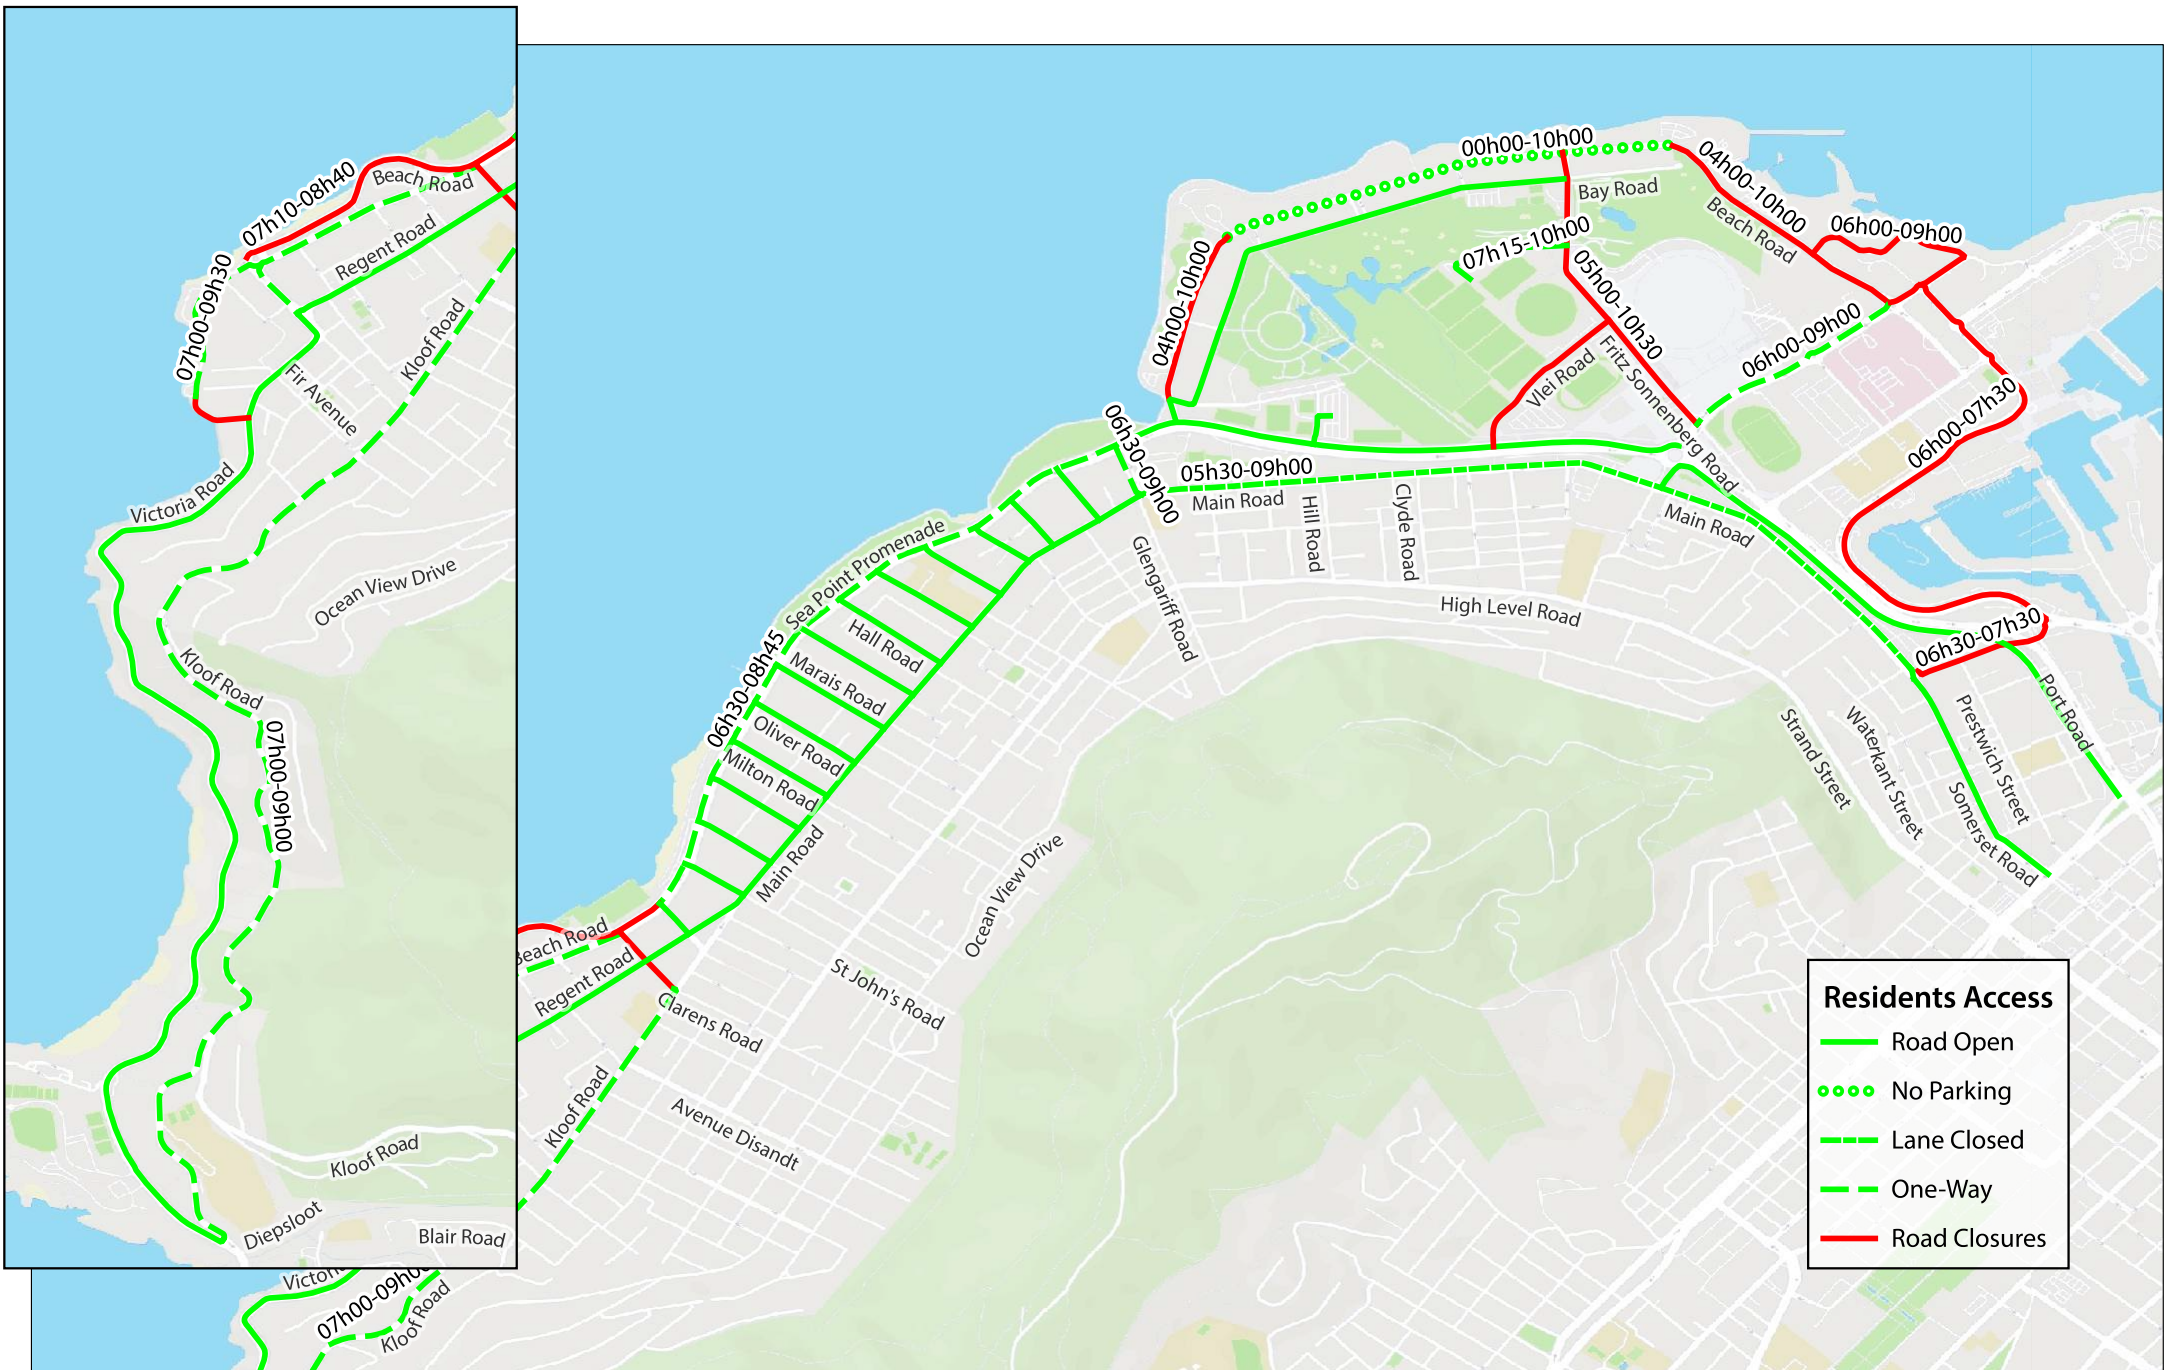 07h10-08h40
Beach Road
Regent Road
07h00-09h30
Kloof Road
Fir Avenue
Victoria Road
Ocean View Drive
Kloof Road
07h00-09h00
Kloof Road
Diepsloot
Blair Road
Victori
07h00-09h00
Kloof Road
00h00-10h00
04h00-10h00
Bay Road
Beach Road
06h00-09h00
07h15-10h00
04h00-10h00
05h00-10h30
06h00-09h00
Vlei Road
Fritz Sonnenberg Road
06h00-07h30
06h30-09h00
05h30-09h00
Main Road
Hill Road
Clyde Road
Main Road
Sea Point Promenade
Glengariff Road
High Level Road
06h30-07h30
06h30-08h45
Hall Road
Marais Road
Oliver Road
Milton Road
Main Road
Port Road
Prestwich Street
Strand Street
Waterkant Street
Somerset Road
Ocean View Drive
Beach Road
Regent Road
Clarens Road
St John's Road
Kloof Road
Avenue Disandt
Residents Access
Road Open
No Parking
Lane Closed
One-Way
Road Closures